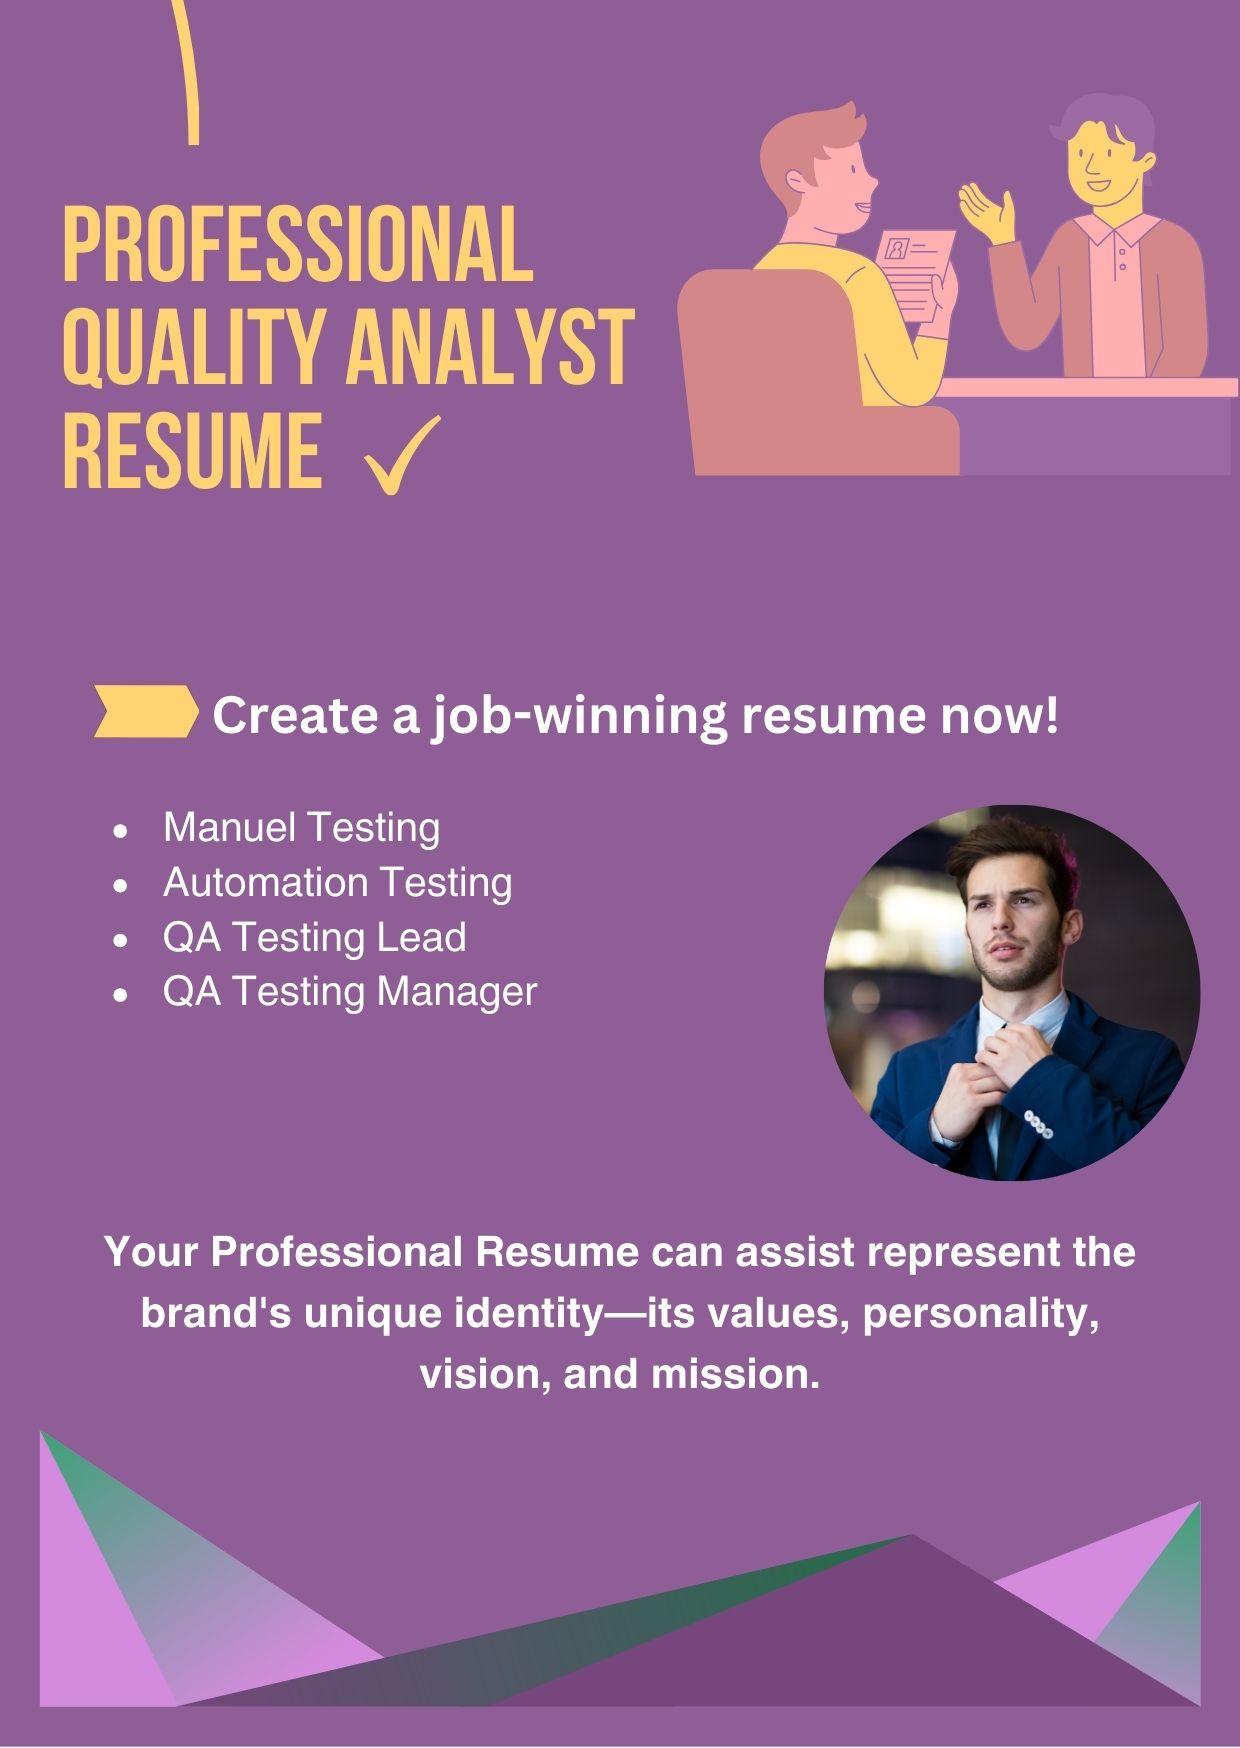 PROFESSIONAL
QUALITY ANALYST
RESUME ✓
Create a job-winning resume now!
• Manuel Testing
• Automation Testing
• QA Testing Lead
• QA Testing Manager
Your Professional Resume can assist represent the
brand's unique identity—its values, personality,
vision, and mission.